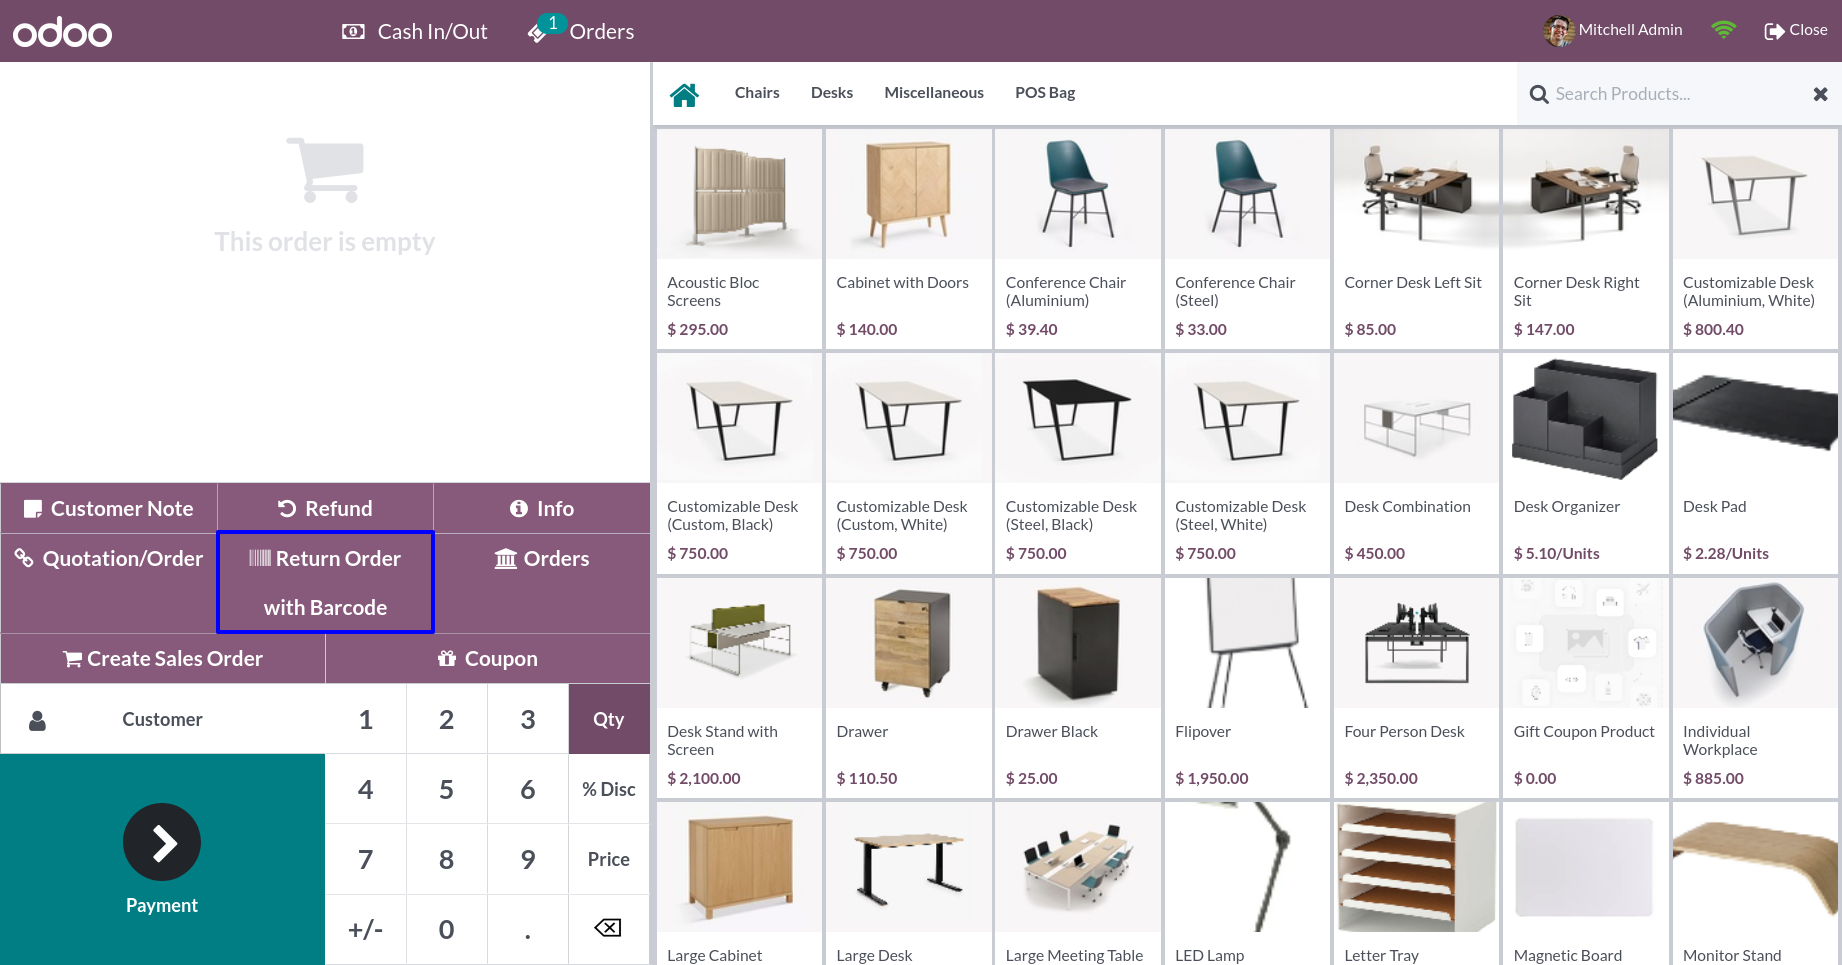 odoo
Cash In/Out
1
Orders
Mitchell Admin
Close
This order is empty
Customer Note
Refund
Info
Quotation/Order
Return Order
with Barcode
Orders
Create Sales Order
Coupon
Customer
1 2 3 Qty
4 5 6 % Disc
7 8 9 Price
+/- 0 .
Payment
Chairs
Desks
Miscellaneous
POS Bag
Search Products...
Acoustic Bloc
Screens
$ 295.00
Cabinet with Doors
$ 140.00
Conference Chair
(Aluminium)
$ 39.40
Conference Chair
(Steel)
$ 33.00
Corner Desk Left Sit
$ 85.00
Corner Desk Right
Sit
$ 147.00
Customizable Desk
(Aluminium, White)
$ 800.40
Customizable Desk
(Custom, Black)
$ 750.00
Customizable Desk
(Custom, White)
$ 750.00
Customizable Desk
(Steel, Black)
$ 750.00
Customizable Desk
(Steel, White)
$ 750.00
Desk Combination
$ 450.00
Desk Organizer
$ 5.10/Units
Desk Pad
$ 2.28/Units
Desk Stand with
Screen
$ 2,100.00
Drawer
$ 110.50
Drawer Black
$ 25.00
Flipover
$ 1,950.00
Four Person Desk
$ 2,350.00
Gift Coupon Product
$ 0.00
Individual
Workplace
$ 885.00
Large Cabinet
Large Desk
Large Meeting Table
LED Lamp
Letter Tray
Magnetic Board
Monitor Stand